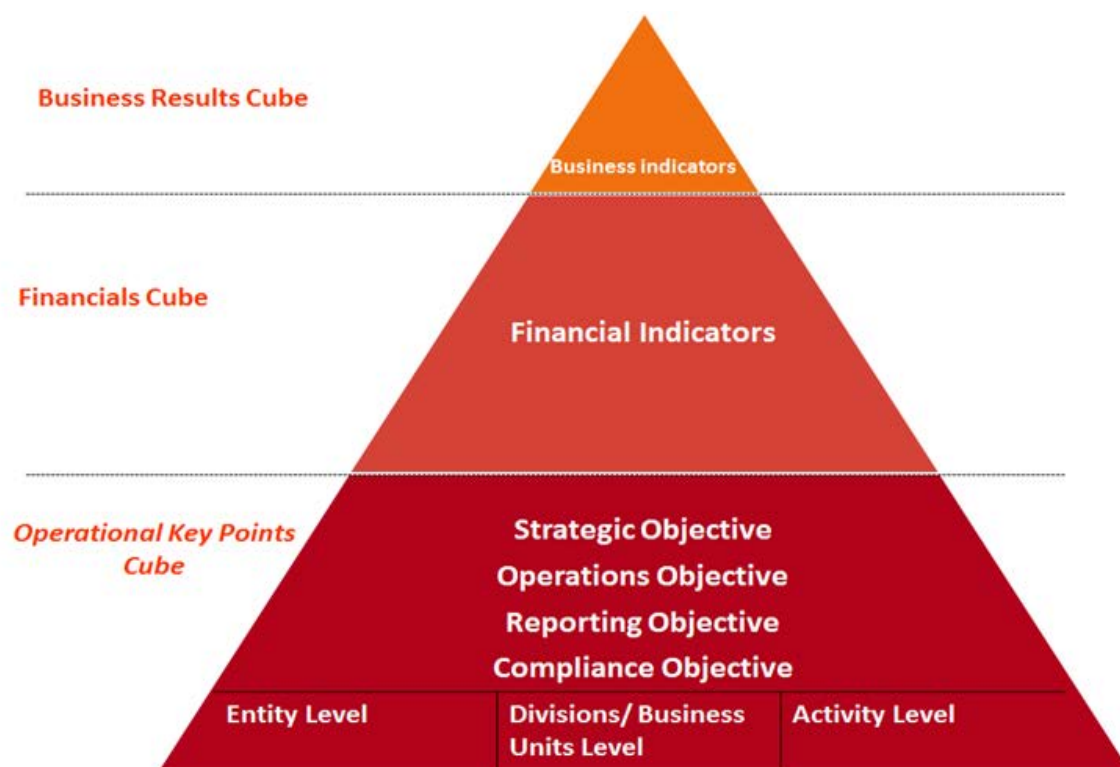 Business Results Cube
Business indicators
Financials Cube
Financial Indicators
Operational Key Points
Cube
Strategic Objective
Operations Objective
Reporting Objective
Compliance Objective
Entity Level
Divisions/ Business
Units Level
Activity Level